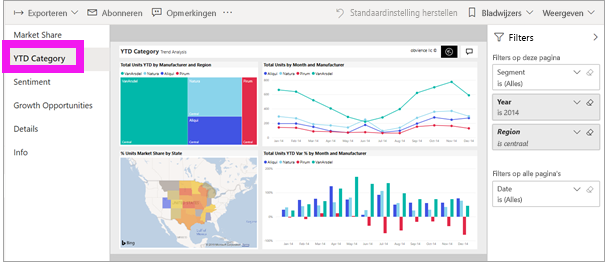 Exporteren
Abonneren
Opmerkingen
Standaardinstelling herstellen
Bladwijzers
Weergeven
Market Share
YTD Category
Sentiment
Growth Opportunities
Details
Info
YTD Category Trend Analysis
obvience llc ©
Total Units YTD by Manufacturer and Region
VanArsdel Aliqui Natura Pirum
VanArsdel
Natura
Aliqui
Pirum
Central
Total Units by Month and Manufacturer
Aliqui Natura Pirum VanArsdel
% Units Market Share by State
Bing
Total Units YTD Var % by Month and Manufacturer
Aliqui Natura Pirum VanArsdel
Filters
Filters op deze pagina
Segment
is (Alles)
Year
is 2014
Region
is centraal
Filters op alle pagina's
Date
is (Alles)